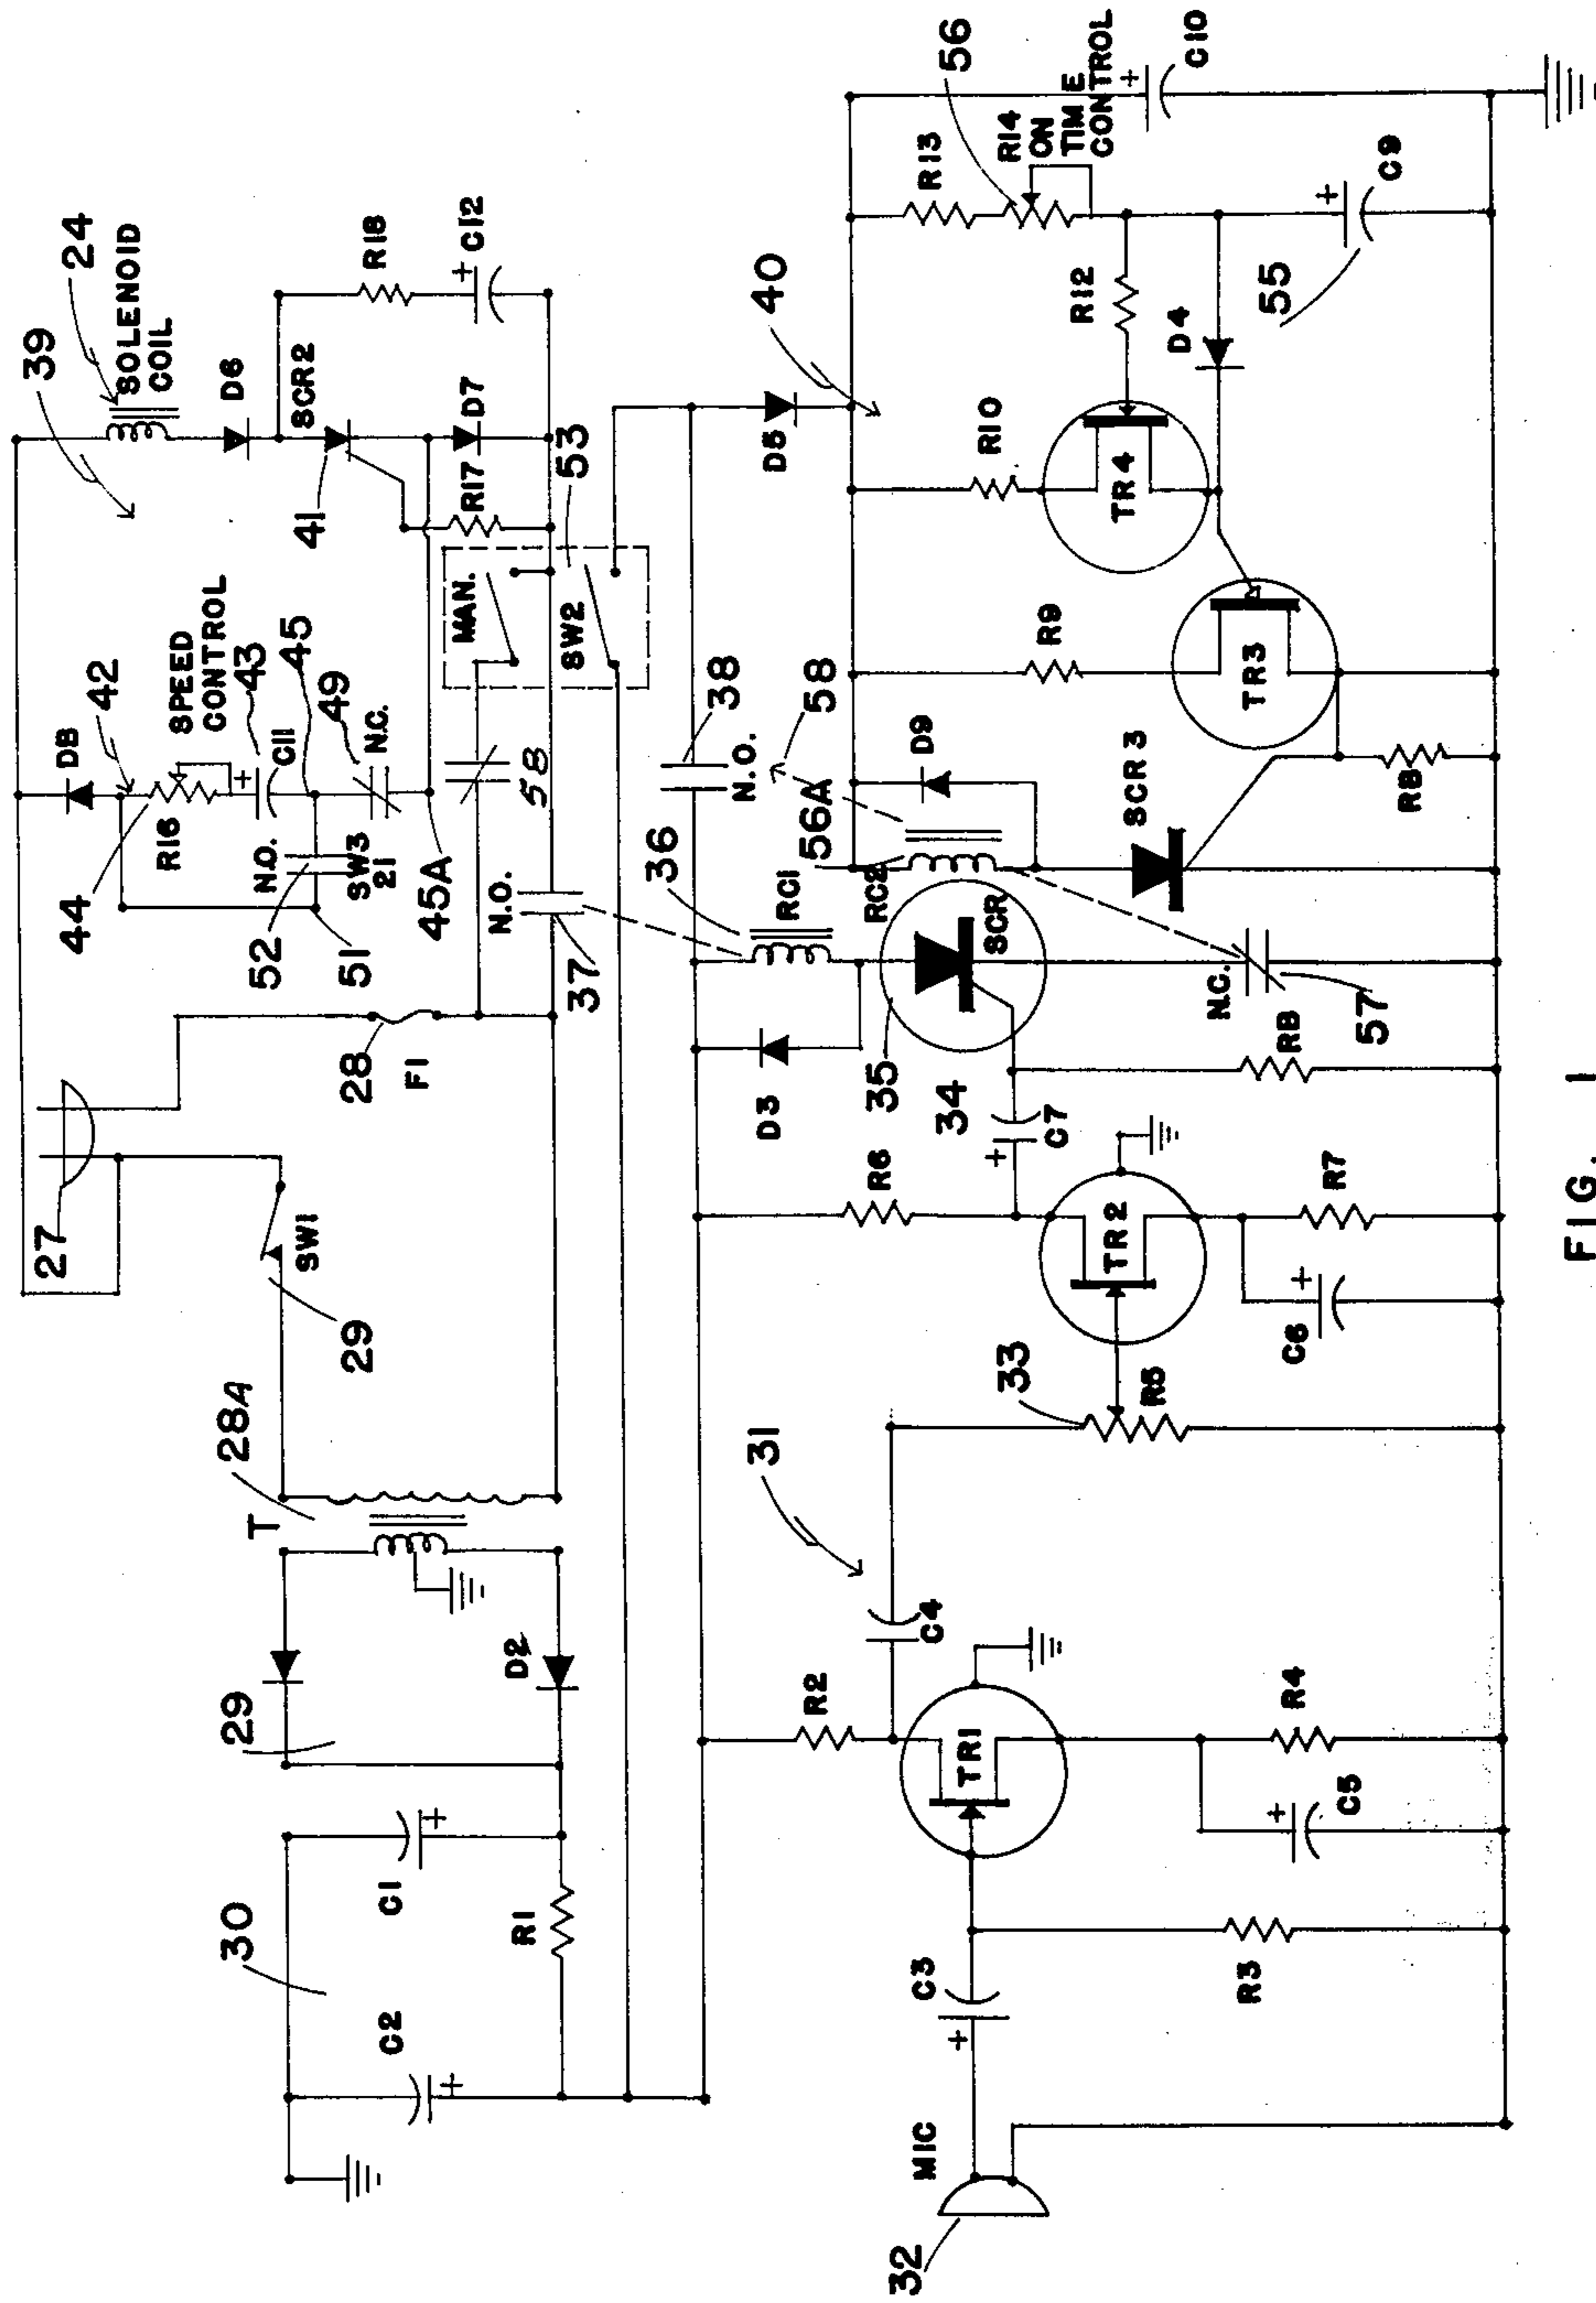 39
24
SOLENOID
COIL
27
42
D8
44
R16
SPEED
CONTROL
43
C11
45
49
N.C.
N.O.
SW3
21
52
51
45A
D6
SCR2
41
R18
+
C12
D7
R17
53
MAN.
SW2
58
N.O.
37
28
F1
SW1
29
28A
T
29
D2
30
C1
+
R1
C2
+
38
N.O.
36
RC1
58
56A
RC2
D9
D5
40
R13
56
R14
ON
TIME
CONTROL
+
C10
R12
R10
TR4
D4
55
+
C9
R9
TR3
SCR 3
R8
SCR
35
34
N.C.
57
RB
D3
R6
+
C7
TR2
R7
+
C6
33
R5
31
C4
R2
TR1
R4
+
C5
C3
+
R3
MIC
32
FIG. 1